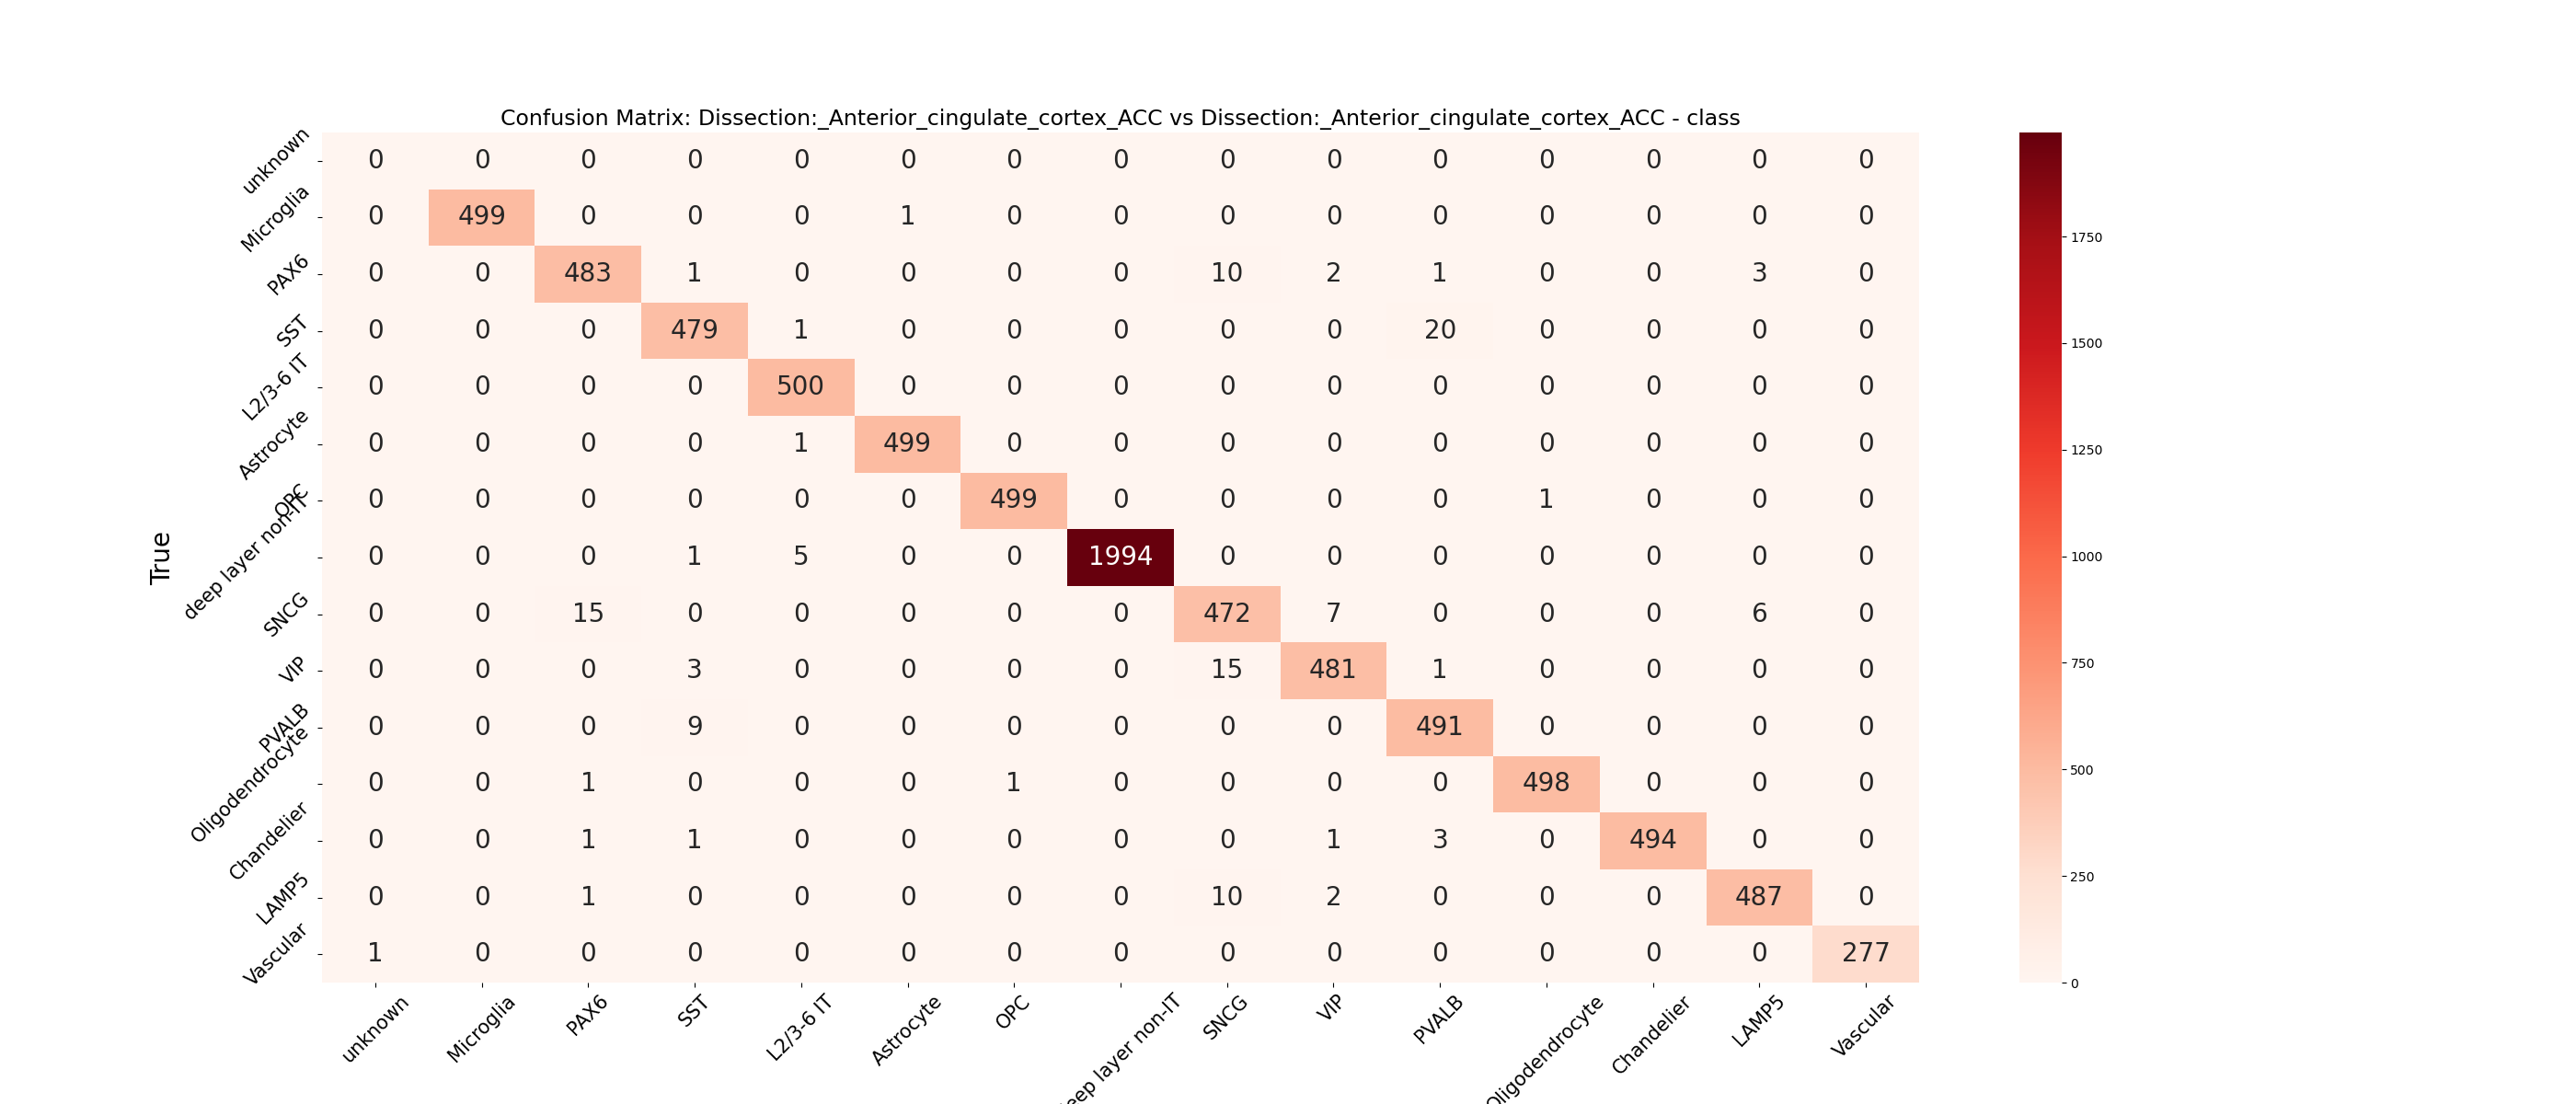 Confusion Matrix: Dissection:_Anterior_cingulate_cortex_ACC vs Dissection:_Anterior_cingulate_cortex_ACC - class
unknown 0 0 0 0 0 0 0 0 0 0 0 0 0 0 0
Microglia 0 499 0 0 0 1 0 0 0 0 0 0 0 0 0
PAX6 0 0 483 1 0 0 0 0 10 2 1 0 0 3 0
SST 0 0 0 479 1 0 0 0 0 0 20 0 0 0 0
L2/3-6 IT 0 0 0 0 500 0 0 0 0 0 0 0 0 0 0
Astrocyte 0 0 0 0 1 499 0 0 0 0 0 0 0 0 0
OPC 0 0 0 0 0 0 499 0 0 0 0 1 0 0 0
deep layer non-IT 0 0 0 1 5 0 0 1994 0 0 0 0 0 0 0
SNCG 0 0 15 0 0 0 0 0 472 7 0 0 0 6 0
VIP 0 0 0 3 0 0 0 0 15 481 1 0 0 0 0
PVALB 0 0 0 9 0 0 0 0 0 0 491 0 0 0 0
Oligodendrocyte 0 0 1 0 0 0 1 0 0 0 0 498 0 0 0
Chandelier 0 0 1 1 0 0 0 0 0 1 3 0 494 0 0
LAMP5 0 0 1 0 0 0 0 0 10 2 0 0 0 487 0
Vascular 1 0 0 0 0 0 0 0 0 0 0 0 0 0 277
True
unknown Microglia PAX6 SST L2/3-6 IT Astrocyte OPC layer non-IT SNCG VIP PVALB Oligodendrocyte Chandelier LAMP5 Vascular
1750
1500
1250
1000
750
500
250
0